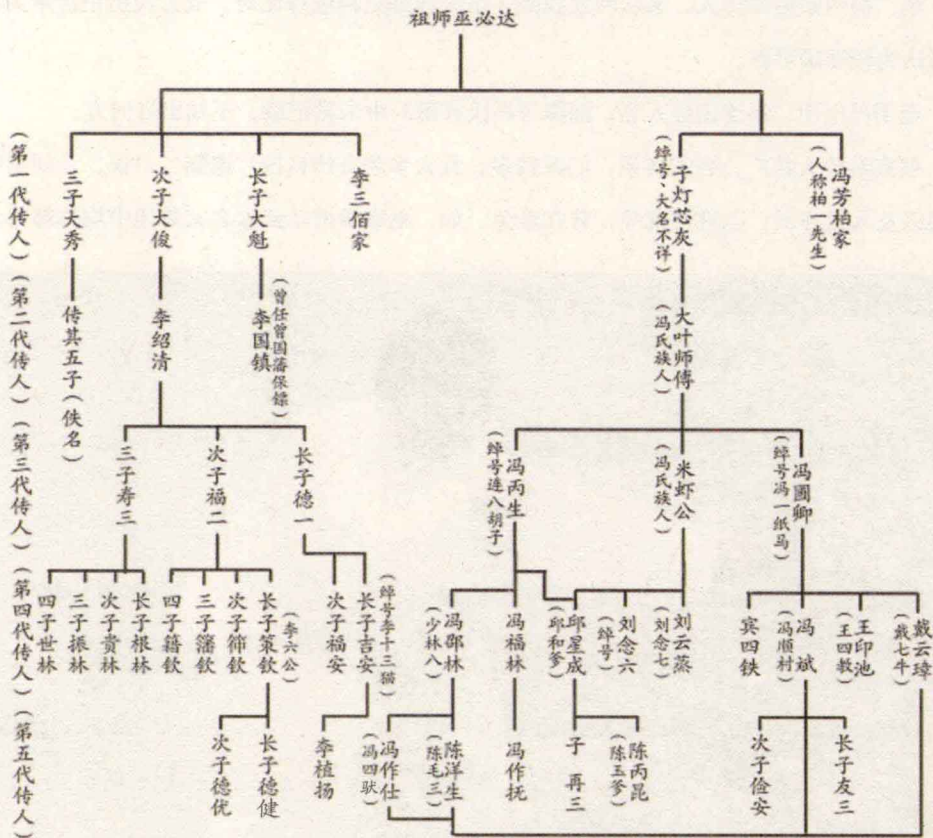 祖师巫必达
（第一代传人）（第二代传人）（第三代传人）（第四代传人）（第五代传人）
三子大秀
次子大俊
长子大魁
李三佰家
子灯芯灰
（绰号、大名不详）
冯芳柏家
（人称柏一先生）
传其五子（佚名）
李绍清
李国镇
（曾任曾国藩保镖）
大叶师傅
（冯氏族人）
三子寿三
次子福二
长子德一
冯丙生
（绰号连八胡子）
米虾公
（冯氏族人）
冯圃卿
（绰号冯一纸马）
四子世林
三子振林
次子贵林
长子根林
四子籍钦
三子籓钦
次子筛钦
长子策钦
（李六公）
次子福安
长子吉安
（绰号李十三猫）
冯郁林
（少林八）
冯福林
邱星成
（邱和爹）
刘念六
（绰号）
刘云蒸
（刘念七）
宾四铁
冯斌
（冯顺村）
王印池
（王四教）
戴云璋
（戴七牛）
次子德优
长子德健
李植扬
冯作仕
（冯四驮）
陈洋生
（陈毛三）
冯作抚
子再三
陈丙昆
（陈玉爹）
次子俭安
长子友三